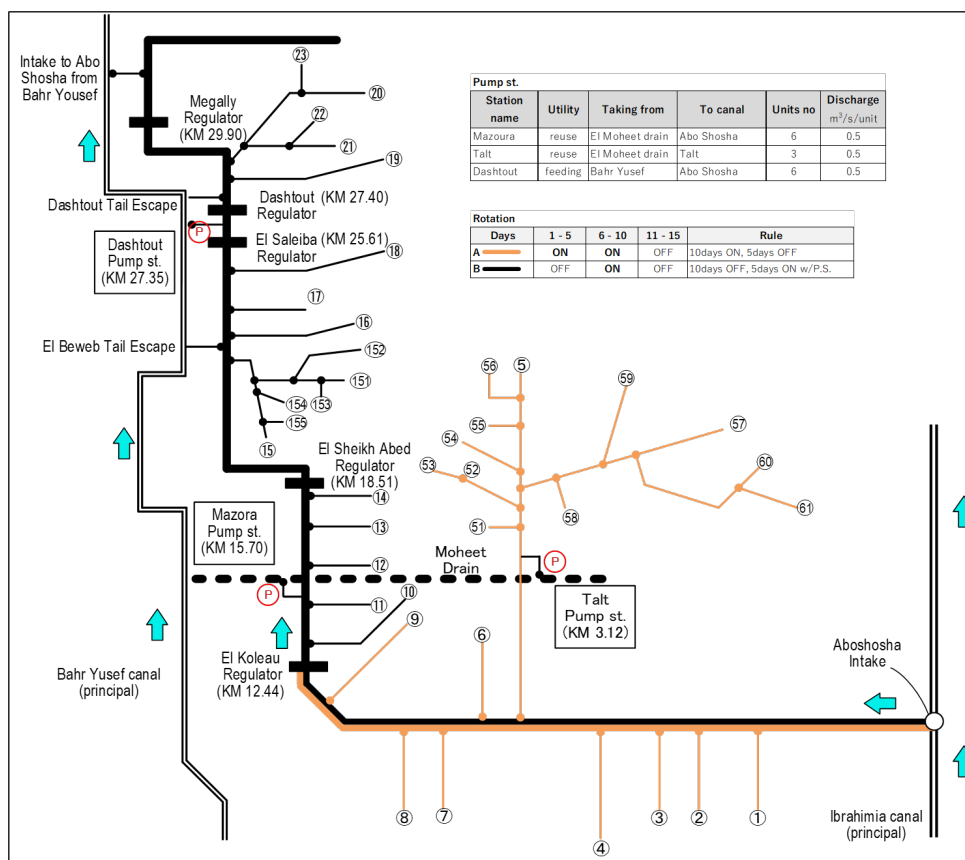 Intake to Abo
Shosha from
Bahr Yousef
Megally
Regulator
(KM 29.90)
㉓
⑳
㉒
㉑
⑲
Dashtout Tail Escape
Dashtout (KM 27.40)
Regulator
P
El Saleiba (KM 25.61)
Regulator
Dashtout
Pump st.
(KM 27.35)
⑱
⑰
⑯
El Beweb Tail Escape
152
151
154
153
155
⑮
Pump st.
Station name Utility Taking from To canal Units no Discharge m³/s/unit
Mazoura reuse El Moheet drain Abo Shosha 6 0.5
Talt reuse El Moheet drain Talt 3 0.5
Dashtout feeding Bahr Yusef Abo Shosha 6 0.5
Rotation
Days 1 - 5 6 - 10 11 - 15 Rule
A ON ON OFF 10days ON, 5days OFF
B OFF ON OFF 10days OFF, 5days ON w/P.S.
56
⑤
59
55
57
54
53
52
60
58
61
51
El Sheikh Abed
Regulator
(KM 18.51)
⑭
⑬
Mazora
Pump st.
(KM 15.70)
⑫
Moheet
Drain
P
P
Talt
Pump st.
(KM 3.12)
⑩
⑪
⑨
⑥
El Koleau
Regulator
(KM 12.44)
Bahr Yusef canal
(principal)
Aboshosha
Intake
⑧
⑦
④
③
②
①
Ibrahimia canal
(principal)